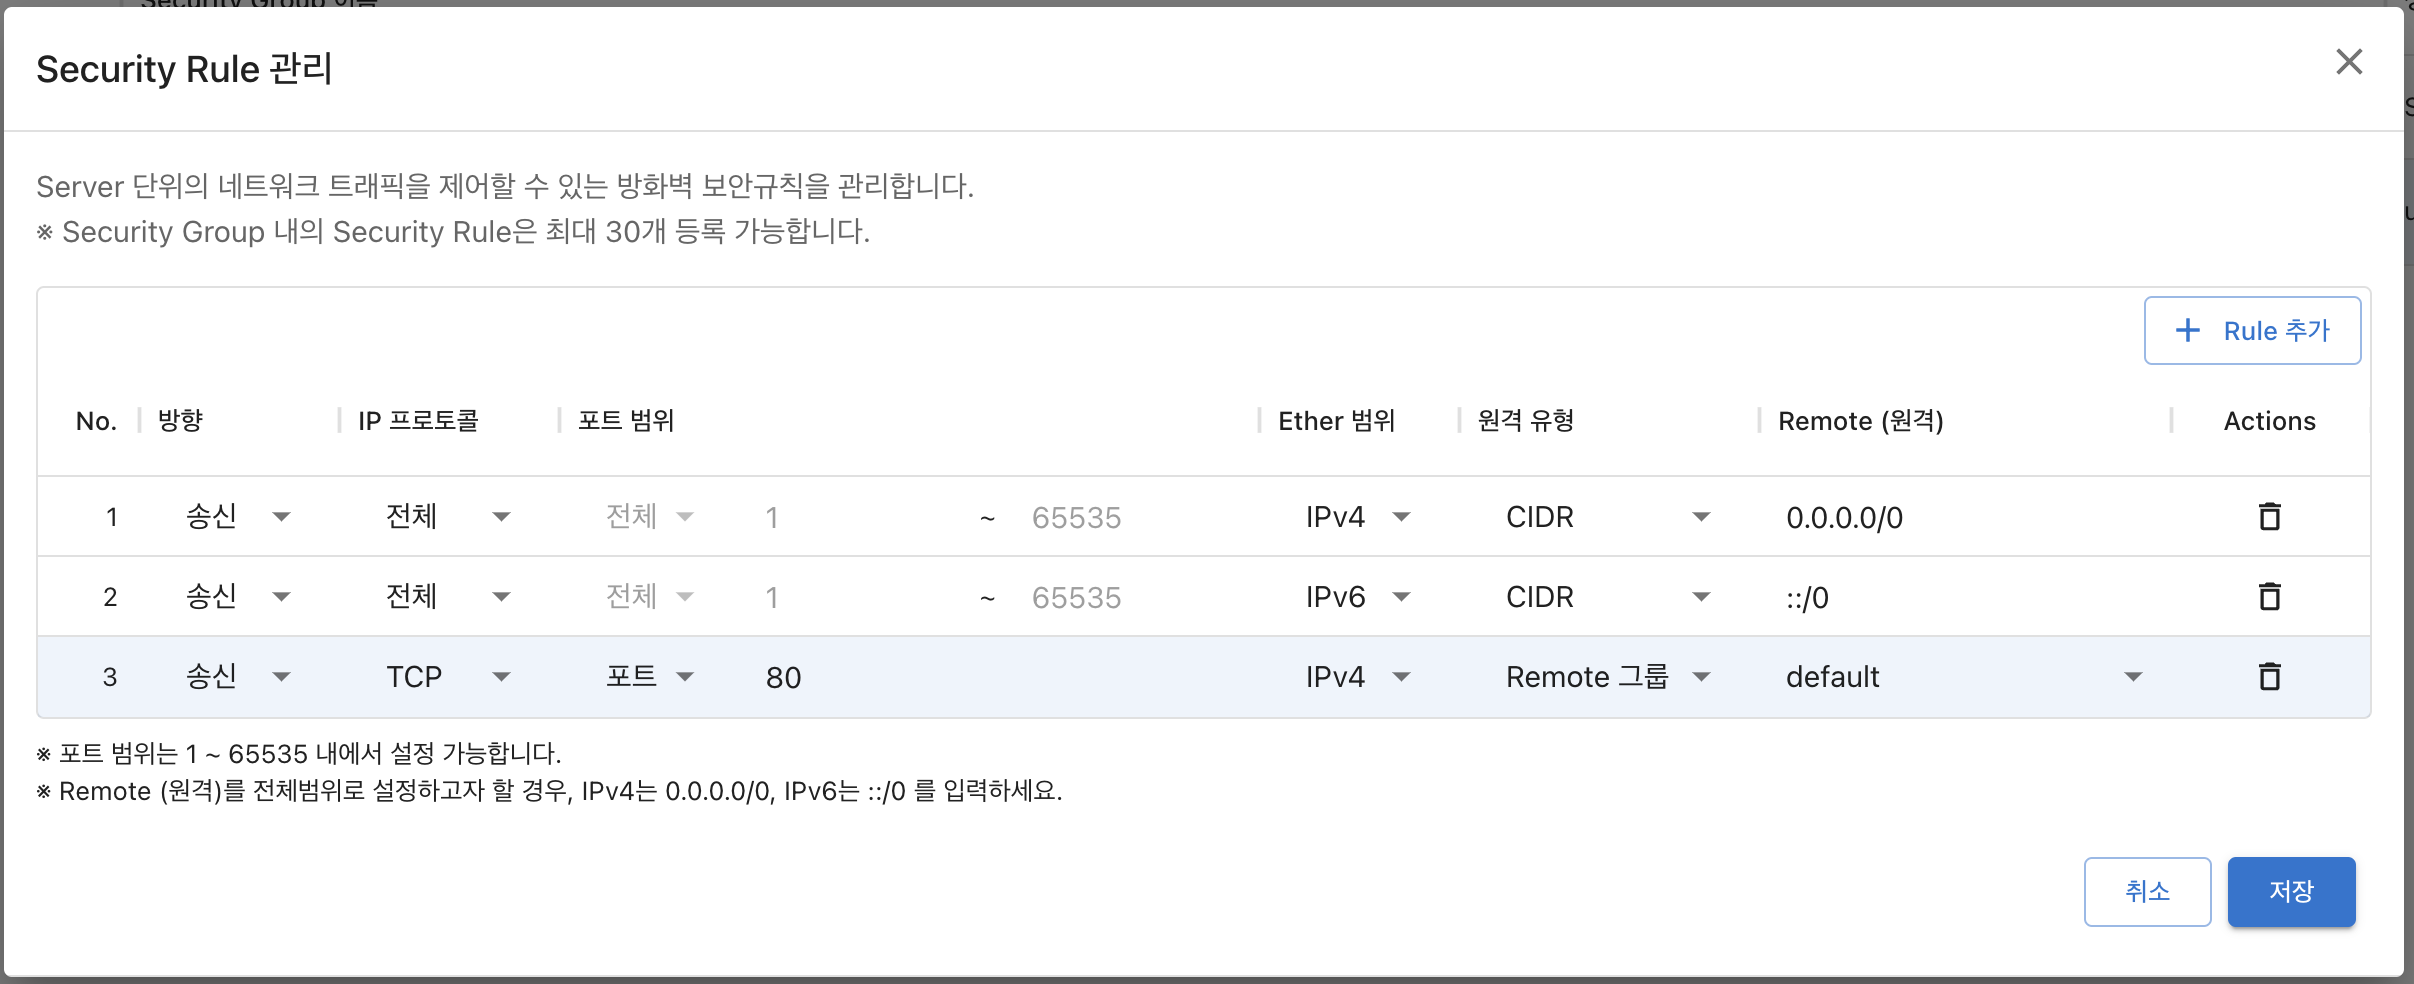 Security Group 이름
Security Rule 관리
Server 단위의 네트워크 트래픽을 제어할 수 있는 방화벽 보안규칙을 관리합니다.
※ Security Group 내의 Security Rule은 최대 30개 등록 가능합니다.
+ Rule 추가
No. 방향 IP 프로토콜 포트 범위 Ether 범위 원격 유형 Remote (원격) Actions
1 송신 전체 전체 1 ~ 65535 IPv4 CIDR 0.0.0.0/0
2 송신 전체 전체 1 ~ 65535 IPv6 CIDR ::/0
3 송신 TCP 포트 80 IPv4 Remote 그룹 default
※ 포트 범위는 1 ~ 65535 내에서 설정 가능합니다.
※ Remote (원격)를 전체범위로 설정하고자 할 경우, IPv4는 0.0.0.0/0, IPv6는 ::/0 를 입력하세요.
취소 저장